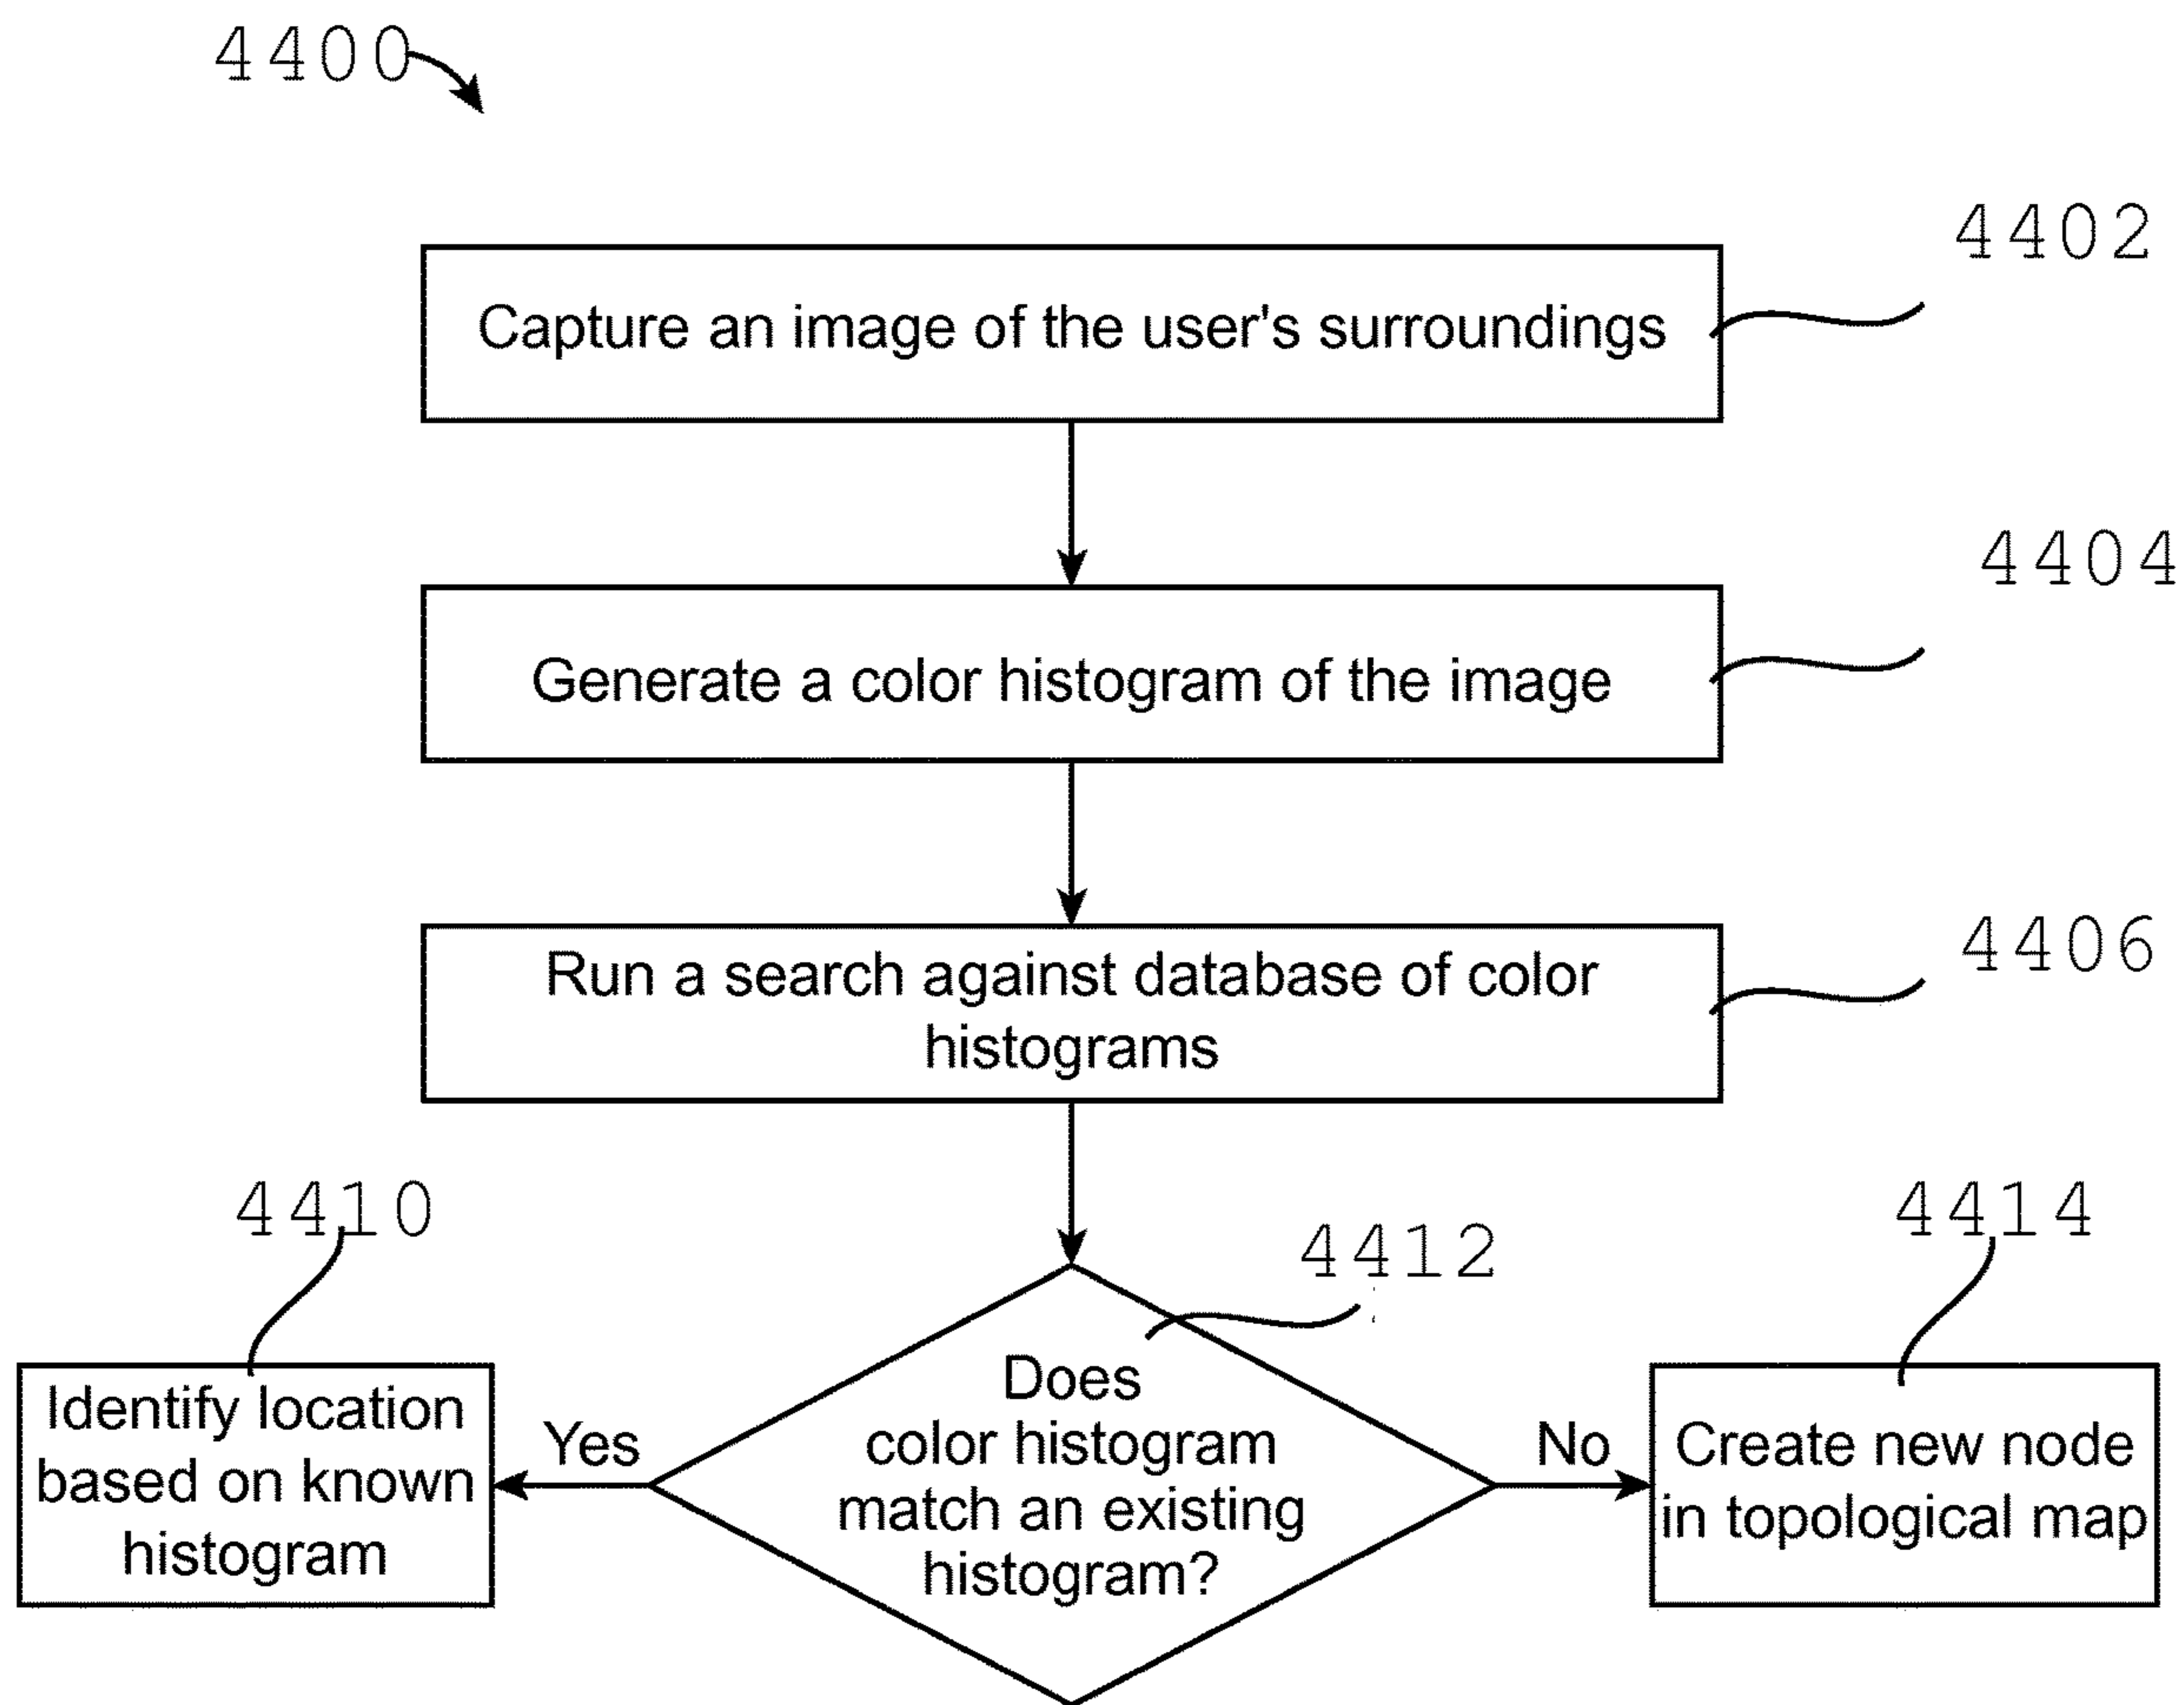 4400
4402
Capture an image of the user's surroundings
4404
Generate a color histogram of the image
4406
Run a search against database of color
histograms
4410
4412
4414
Identify location
based on known
histogram
Yes
Does
color histogram
match an existing
histogram?
No
Create new node
in topological map